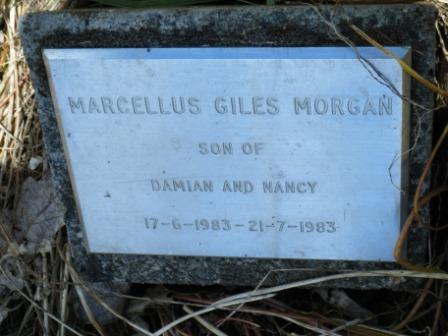 MARCELLUS GILES MORGAN
SON OF
DAMIAN AND NANCY
17-6-1983-21-7-1983